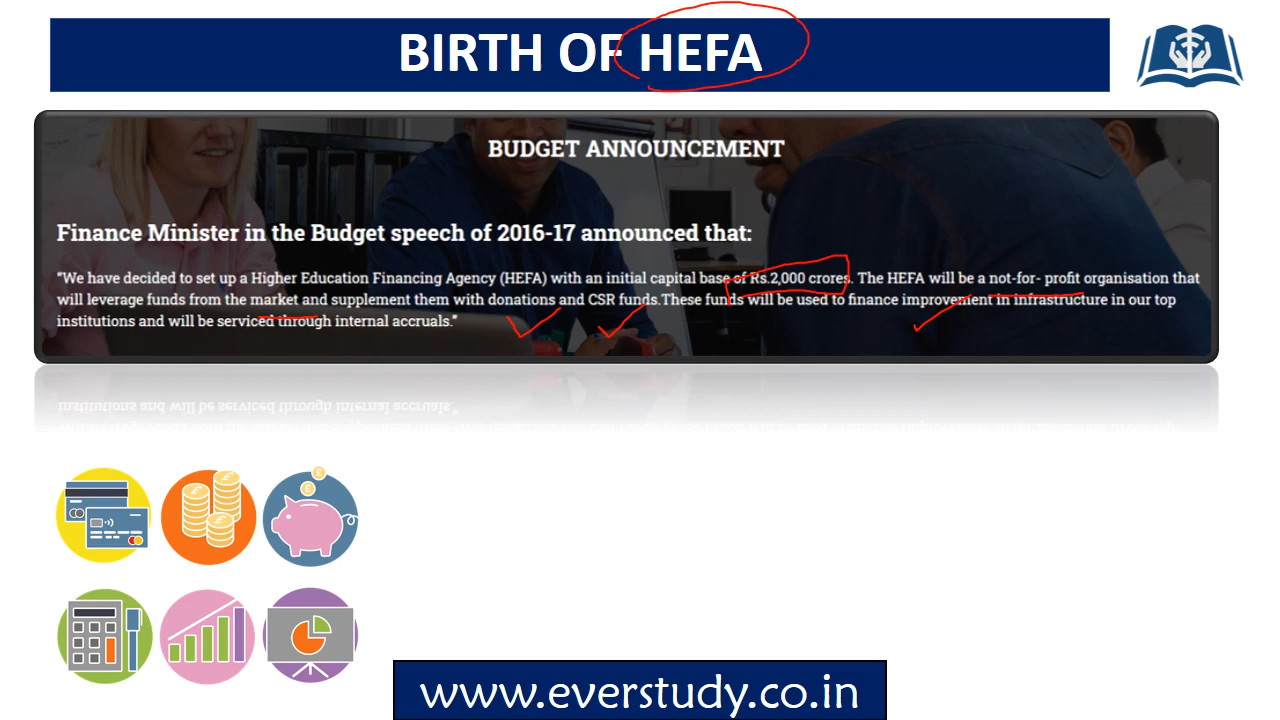 BIRTH OF HEFA
BUDGET ANNOUNCEMENT
Finance Minister in the Budget speech of 2016-17 announced that:
“We have decided to set up a Higher Education Financing Agency (HEFA) with an initial capital base of Rs.2,000 crores. The HEFA will be a not-for- profit organisation that
will leverage funds from the market and supplement them with donations and CSR funds.These funds will be used to finance improvement in infrastructure in our top
institutions and will be serviced through internal accruals.”
www.everstudy.co.in